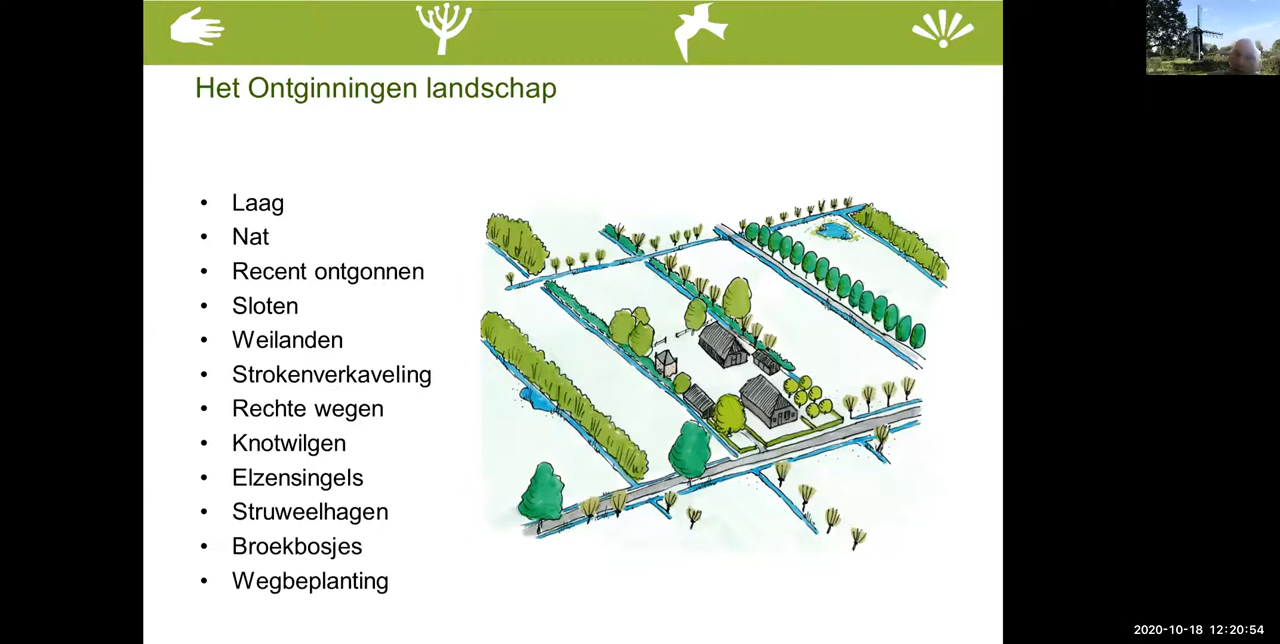 Het Ontginningen landschap
• Laag
• Nat
• Recent ontgonnen
• Sloten
• Weilanden
• Strokenverkaveling
• Rechte wegen
• Knotwilgen
• Elzensingels
• Struweelhagen
• Broekbosjes
• Wegbeplanting
2020-10-18 12:20:54